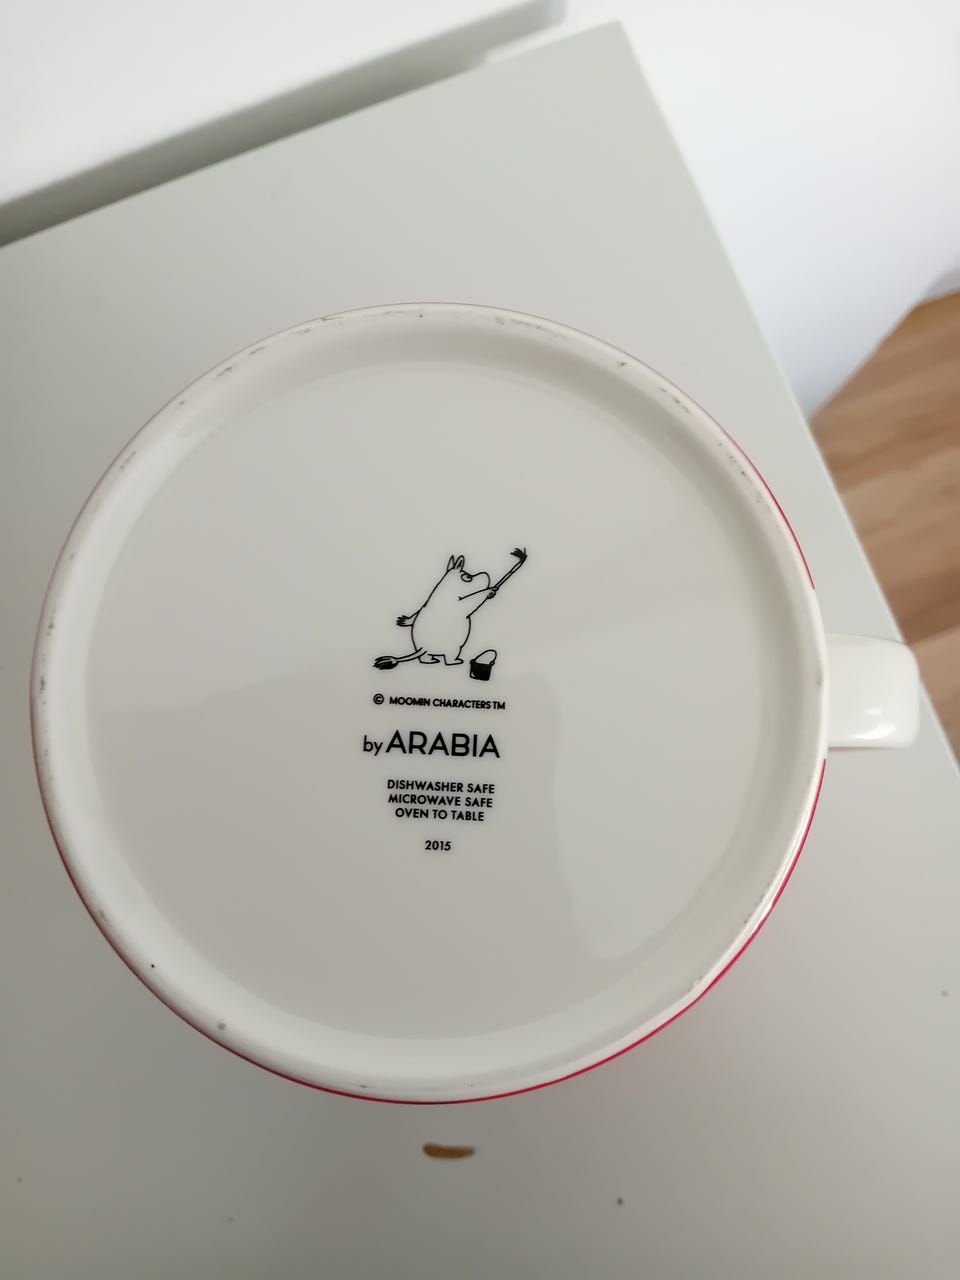 © MOOMIN CHARACTERS TM
by ARABIA
DISHWASHER SAFE
MICROWAVE SAFE
OVEN TO TABLE
2015